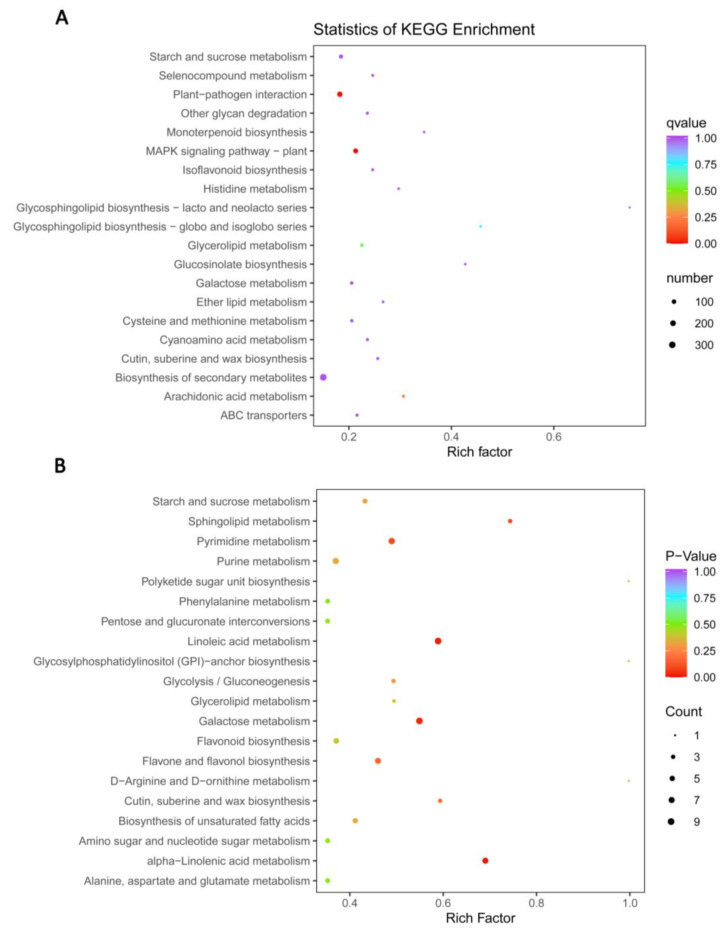 A
Statistics of KEGG Enrichment
Starch and sucrose metabolism
Selenocompound metabolism
Plant−pathogen interaction
Other glycan degradation
Monoterpenoid biosynthesis
MAPK signaling pathway − plant
Isoflavonoid biosynthesis
Histidine metabolism
Glycosphingolipid biosynthesis − lacto and neolacto series
Glycosphingolipid biosynthesis − globo and isoglobo series
Glycerolipid metabolism
Glucosinolate biosynthesis
Galactose metabolism
Ether lipid metabolism
Cysteine and methionine metabolism
Cyanoamino acid metabolism
Cutin, suberine and wax biosynthesis
Biosynthesis of secondary metabolites
Arachidonic acid metabolism
ABC transporters
0.2 0.4 0.6
Rich factor
qvalue
1.00
0.75
0.50
0.25
0.00
number
100
200
300
B
Starch and sucrose metabolism
Sphingolipid metabolism
Pyrimidine metabolism
Purine metabolism
Polyketide sugar unit biosynthesis
Phenylalanine metabolism
Pentose and glucuronate interconversions
Linoleic acid metabolism
Glycosylphosphatidylinositol (GPI)−anchor biosynthesis
Glycolysis / Gluconeogenesis
Glycerolipid metabolism
Galactose metabolism
Flavonoid biosynthesis
Flavone and flavonol biosynthesis
D−Arginine and D−ornithine metabolism
Cutin, suberine and wax biosynthesis
Biosynthesis of unsaturated fatty acids
Amino sugar and nucleotide sugar metabolism
alpha−Linolenic acid metabolism
Alanine, aspartate and glutamate metabolism
0.4 0.6 0.8 1.0
Rich Factor
P−Value
1.00
0.75
0.50
0.25
0.00
Count
1
3
5
7
9